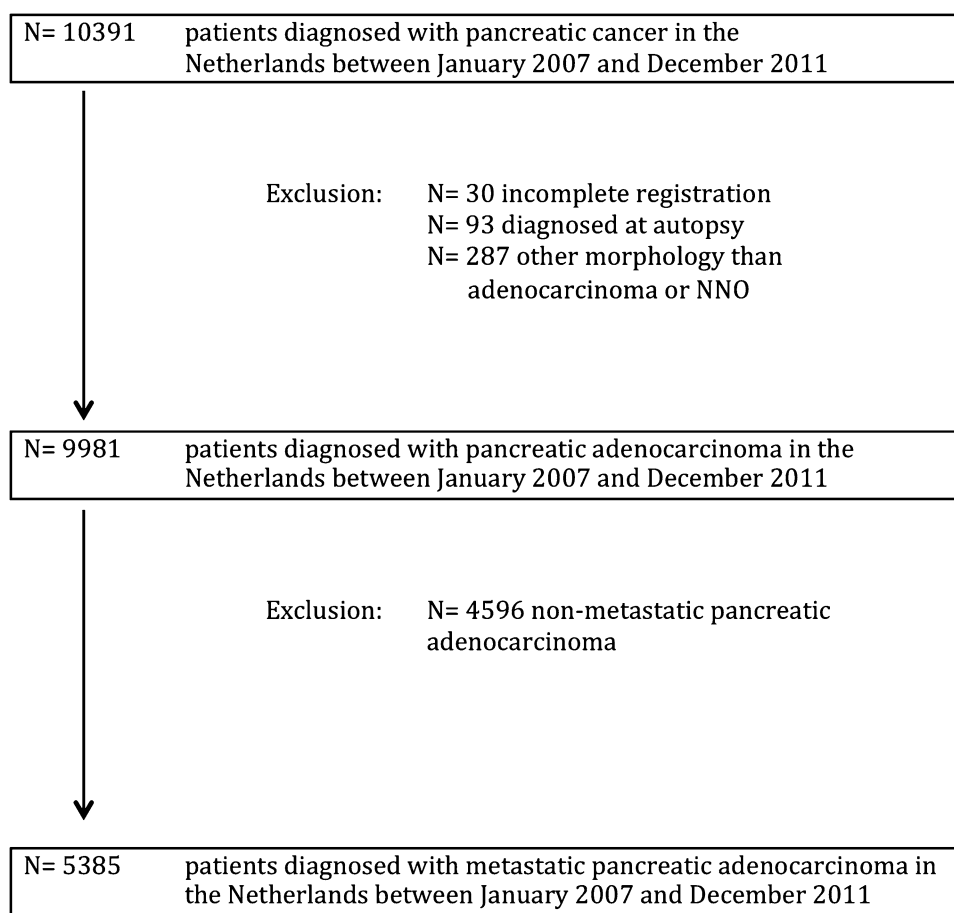 N= 10391 patients diagnosed with pancreatic cancer in the
Netherlands between January 2007 and December 2011
Exclusion: N= 30 incomplete registration
N= 93 diagnosed at autopsy
N= 287 other morphology than
adenocarcinoma or NNO
N= 9981 patients diagnosed with pancreatic adenocarcinoma in the
Netherlands between January 2007 and December 2011
Exclusion: N= 4596 non-metastatic pancreatic
adenocarcinoma
N= 5385 patients diagnosed with metastatic pancreatic adenocarcinoma in
the Netherlands between January 2007 and December 2011